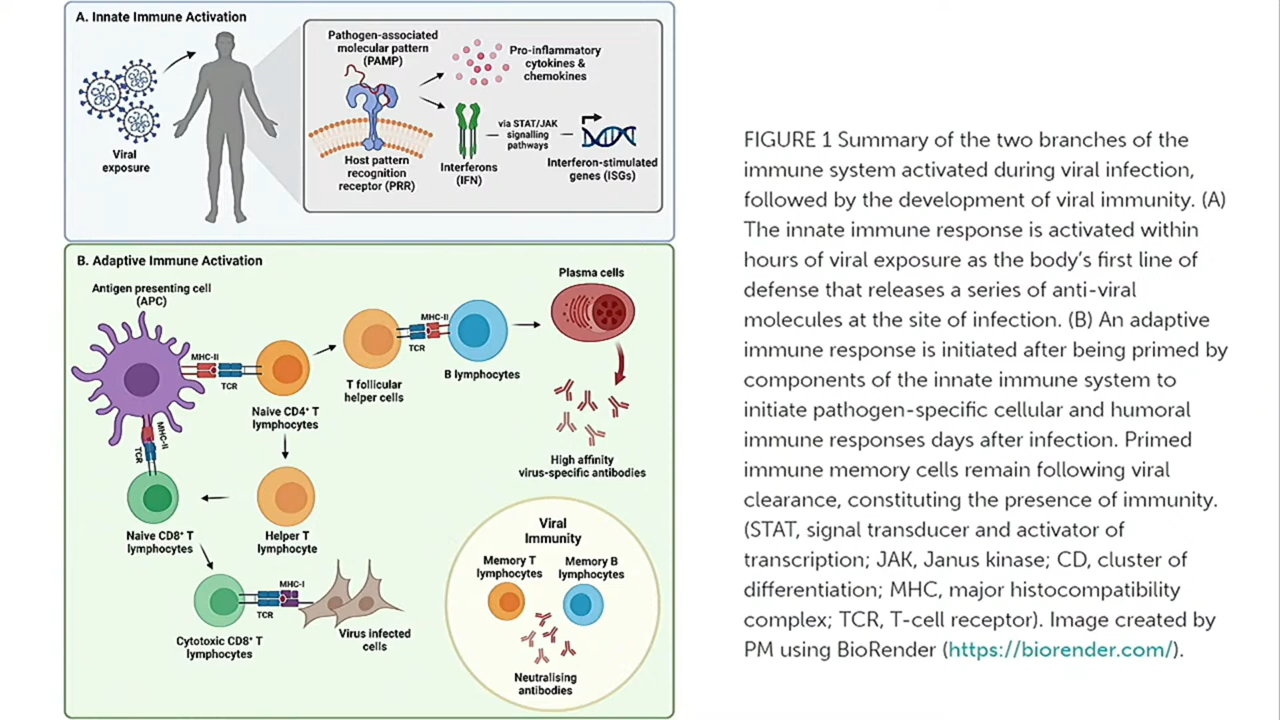 A. Innate Immune Activation
Viral
exposure
Pathogen-associated
molecular pattern
(PAMP)
Host pattern
recognition
receptor (PRR)
Pro-inflammatory
cytokines &
chemokines
Interferons
(IFN)
via STAT/JAK
signalling
pathways
Interferon-stimulated
genes (ISGs)
B. Adaptive Immune Activation
Antigen presenting cell
(APC)
MHC-II
TCR
Naive CD4⁺ T
lymphocytes
T follicular
helper cells
MHC-II
TCR
B lymphocytes
Plasma cells
High affinity
virus-specific antibodies
MHC-II
TCR
Naive CD8⁺ T
lymphocytes
Helper T
lymphocyte
Cytotoxic CD8⁺ T
lymphocytes
TCR
MHC-I
Virus infected
cells
Viral
Immunity
Memory T
lymphocytes
Memory B
lymphocytes
Neutralising
antibodies
FIGURE 1 Summary of the two branches of the
immune system activated during viral infection,
followed by the development of viral immunity. (A)
The innate immune response is activated within
hours of viral exposure as the body's first line of
defense that releases a series of anti-viral
molecules at the site of infection. (B) An adaptive
immune response is initiated after being primed by
components of the innate immune system to
initiate pathogen-specific cellular and humoral
immune responses days after infection. Primed
immune memory cells remain following viral
clearance, constituting the presence of immunity.
(STAT, signal transducer and activator of
transcription; JAK, Janus kinase; CD, cluster of
differentiation; MHC, major histocompatibility
complex; TCR, T-cell receptor). Image created by
PM using BioRender (https://biorender.com/).